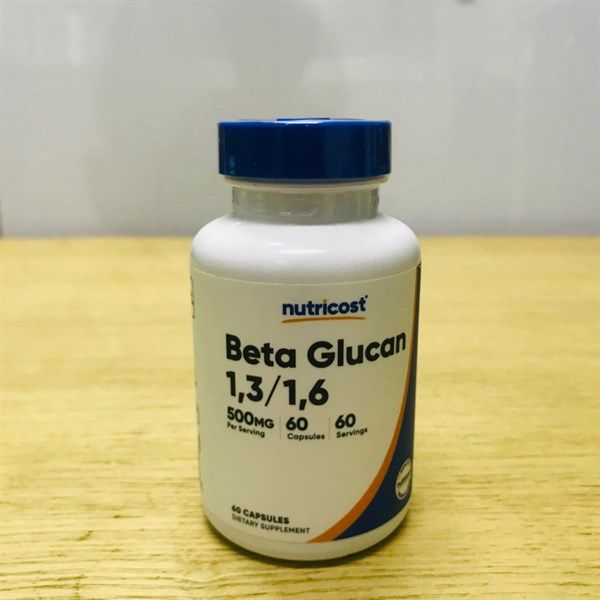 nutricost
Beta Glucan
1,3/1,6
500MG
Per Serving
60
Capsules
60
Servings
60 CAPSULES
DIETARY SUPPLEMENT